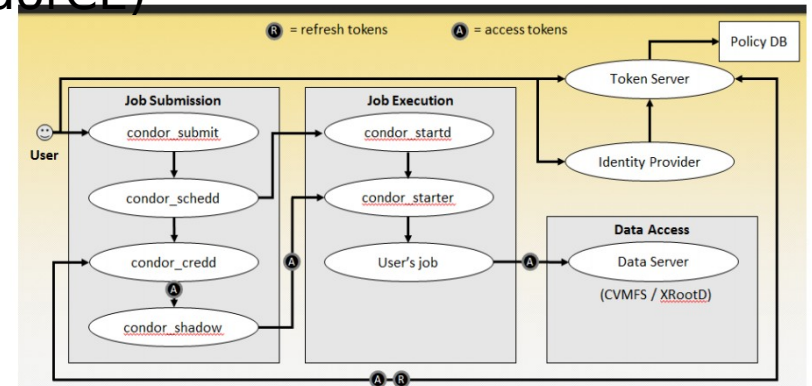 R = refresh tokens
A = access tokens
Policy DB
Token Server
Job Submission
Job Execution
condor_submit
condor_startd
User
Identity Provider
condor_schedd
condor_starter
Data Access
condor_credd
A
User's job
A
Data Server
A
(CVMFS / XRootD)
condor_shadow
A R